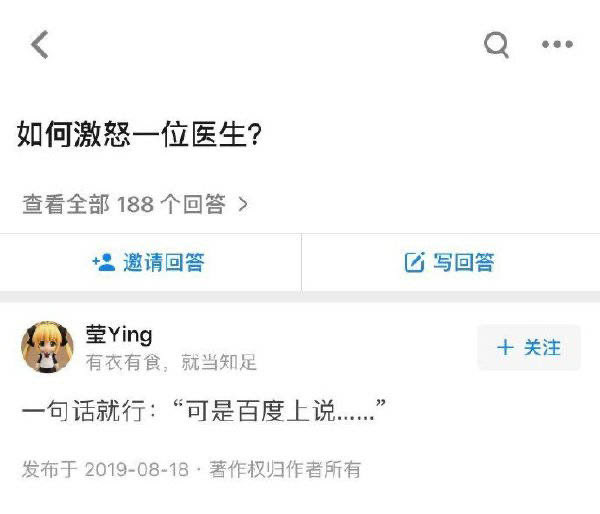 如何激怒一位医生?
查看全部 188 个回答 >
邀请回答
写回答
莹Ying
有衣有食，就当知足
+ 关注
一句话就行：“可是百度上说……”
发布于 2019-08-18 · 著作权归作者所有